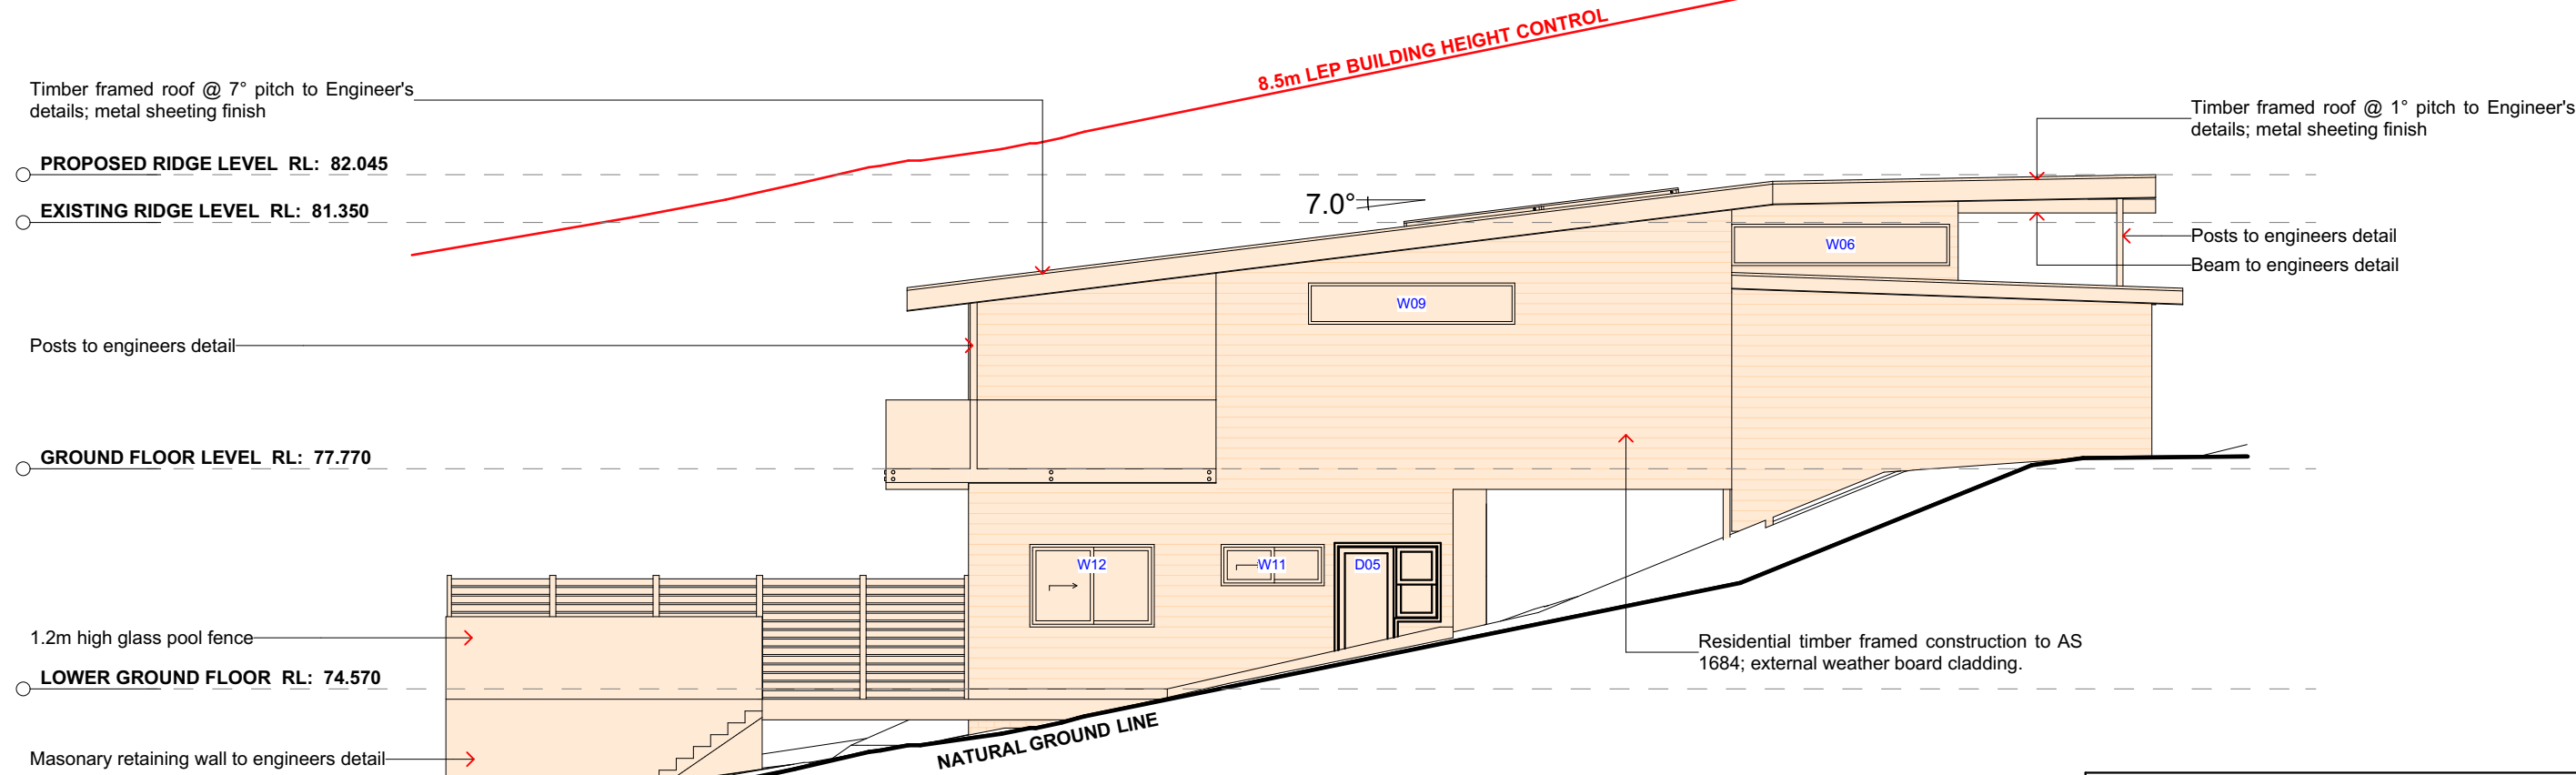 8.5m LEP BUILDING HEIGHT CONTROL
Timber framed roof @ 7° pitch to Engineer's
details; metal sheeting finish
Timber framed roof @ 1° pitch to Engineer's
details; metal sheeting finish
PROPOSED RIDGE LEVEL RL: 82.045
EXISTING RIDGE LEVEL RL: 81.350
7.0°
W06
Posts to engineers detail
Beam to engineers detail
W09
Posts to engineers detail
GROUND FLOOR LEVEL RL: 77.770
W12
W11
D05
1.2m high glass pool fence
Residential timber framed construction to AS
1684; external weather board cladding.
LOWER GROUND FLOOR RL: 74.570
NATURAL GROUND LINE
Masonary retaining wall to engineers detail